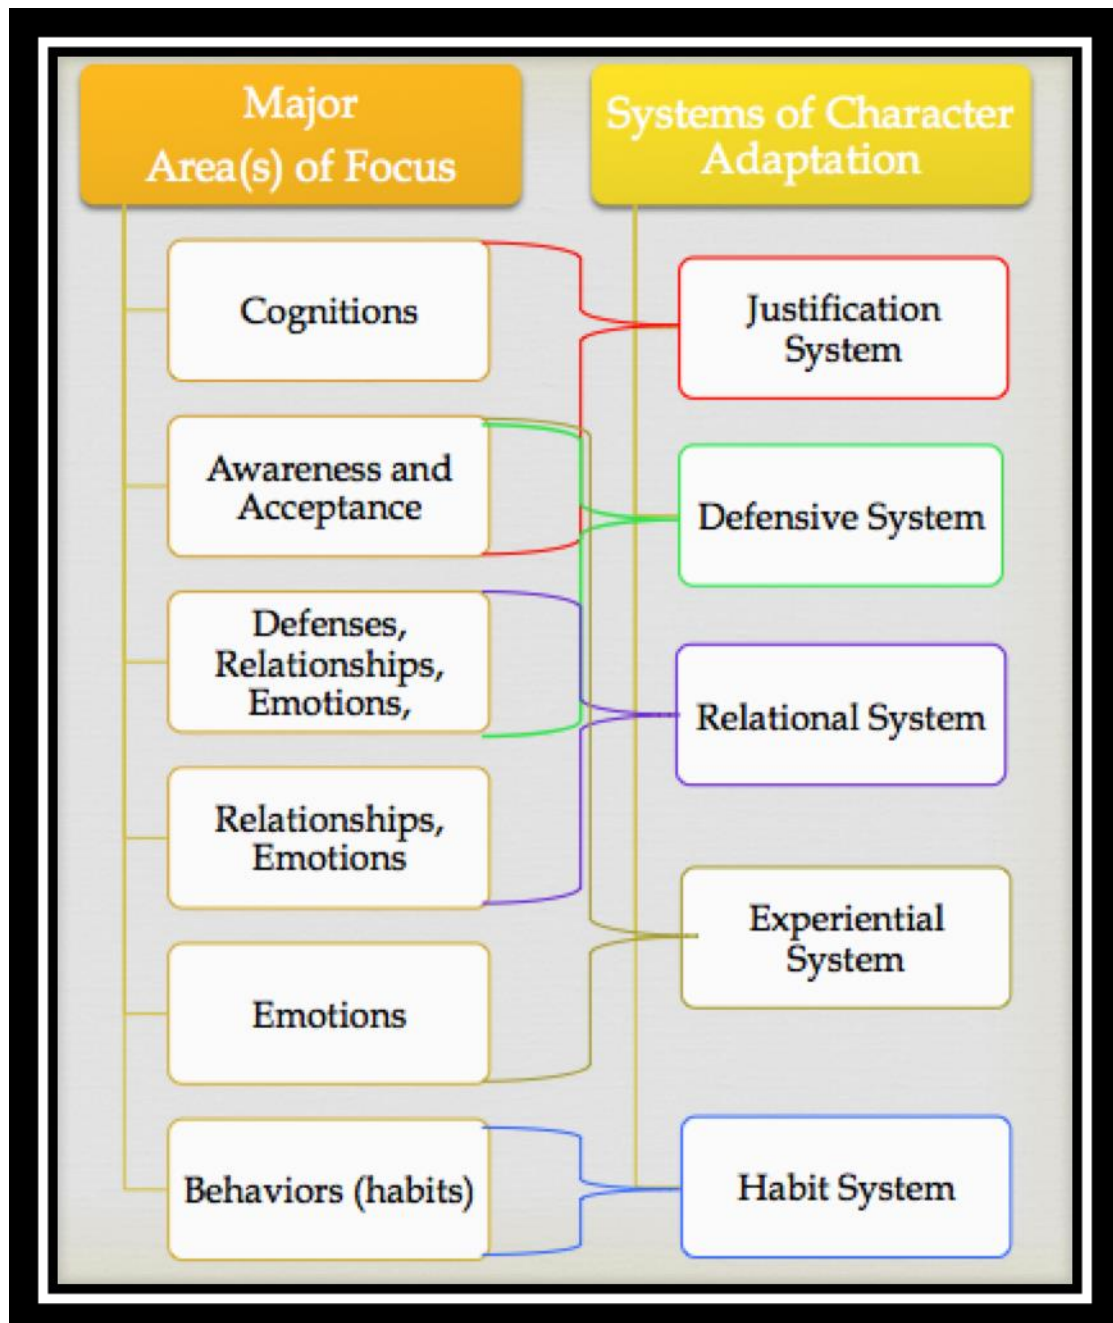 Major
Area(s) of Focus
Cognitions
Awareness and
Acceptance
Defenses,
Relationships,
Emotions,
Relationships,
Emotions
Emotions
Behaviors (habits)
Systems of Character
Adaptation
Justification
System
Defensive System
Relational System
Experiential
System
Habit System